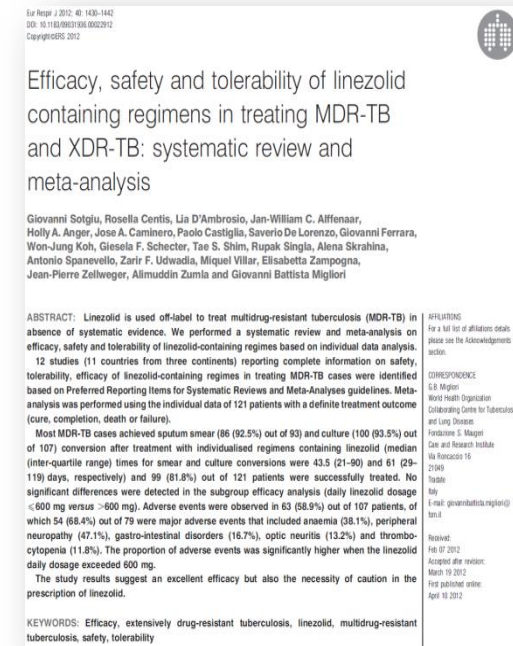 Eur Respir J 2012; 40: 1430–1442
DOI: 10.1183/09031936.00022912
Copyright©ERS 2012
Efficacy, safety and tolerability of linezolid
containing regimens in treating MDR-TB
and XDR-TB: systematic review and
meta-analysis
Giovanni Sotgiu, Rosella Centis, Lia D'Ambrosio, Jan-William C. Alffenaar,
Holly A. Anger, Jose A. Caminero, Paolo Castiglia, Saverio De Lorenzo, Giovanni Ferrara,
Won-Jung Koh, Giesela F. Schecter, Tae S. Shim, Rupak Singla, Alena Skrahina,
Antonio Spanevello, Zarir F. Udwadia, Miquel Villar, Elisabetta Zampogna,
Jean-Pierre Zellweger, Alimuddin Zumla and Giovanni Battista Migliori
ABSTRACT: Linezolid is used off-label to treat multidrug-resistant tuberculosis (MDR-TB) in
absence of systematic evidence. We performed a systematic review and meta-analysis on
efficacy, safety and tolerability of linezolid-containing regimes based on individual data analysis.
12 studies (11 countries from three continents) reporting complete information on safety,
tolerability, efficacy of linezolid-containing regimes in treating MDR-TB cases were identified
based on Preferred Reporting Items for Systematic Reviews and Meta-Analyses guidelines. Meta-
analysis was performed using the individual data of 121 patients with a definite treatment outcome
(cure, completion, death or failure).
Most MDR-TB cases achieved sputum smear (86 (92.5%) out of 93) and culture (100 (93.5%) out
of 107) conversion after treatment with individualised regimens containing linezolid (median
(inter-quartile range) times for smear and culture conversions were 43.5 (21–90) and 61 (29–
119) days, respectively) and 99 (81.8%) out of 121 patients were successfully treated. No
significant differences were detected in the subgroup efficacy analysis (daily linezolid dosage
≤600 mg versus >600 mg). Adverse events were observed in 63 (58.9%) out of 107 patients, of
which 54 (68.4%) out of 79 were major adverse events that included anaemia (38.1%), peripheral
neuropathy (47.1%), gastro-intestinal disorders (16.7%), optic neuritis (13.2%) and thrombo-
cytopenia (11.8%). The proportion of adverse events was significantly higher when the linezolid
daily dosage exceeded 600 mg.
The study results suggest an excellent efficacy but also the necessity of caution in the
prescription of linezolid.
KEYWORDS: Efficacy, extensively drug-resistant tuberculosis, linezolid, multidrug-resistant
tuberculosis, safety, tolerability
AFFILIATIONS
For a full list of affiliations details
please see the Acknowledgements
section.
CORRESPONDENCE
G.B. Migliori
World Health Organization
Collaborating Centre for Tuberculosis
and Lung Diseases
Fondazione S. Maugeri
Care and Research Institute
Via Roncaccio 16
21049
Tradate
Italy
E-mail: giovannibattista.migliori@
fsm.it
Received:
Feb 07 2012
Accepted after revision:
March 19 2012
First published online:
April 10 2012